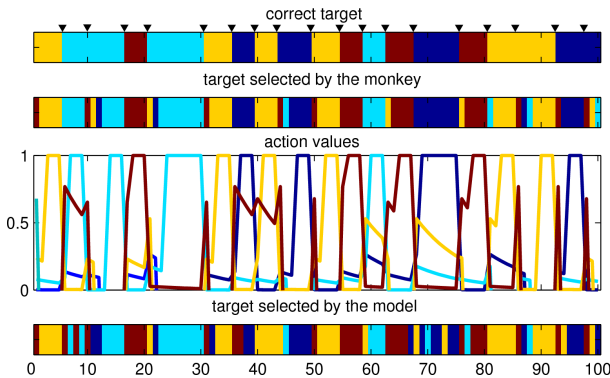 correct target
target selected by the monkey
action values
1
0.5
0
target selected by the model
0 10 20 30 40 50 60 70 80 90 100